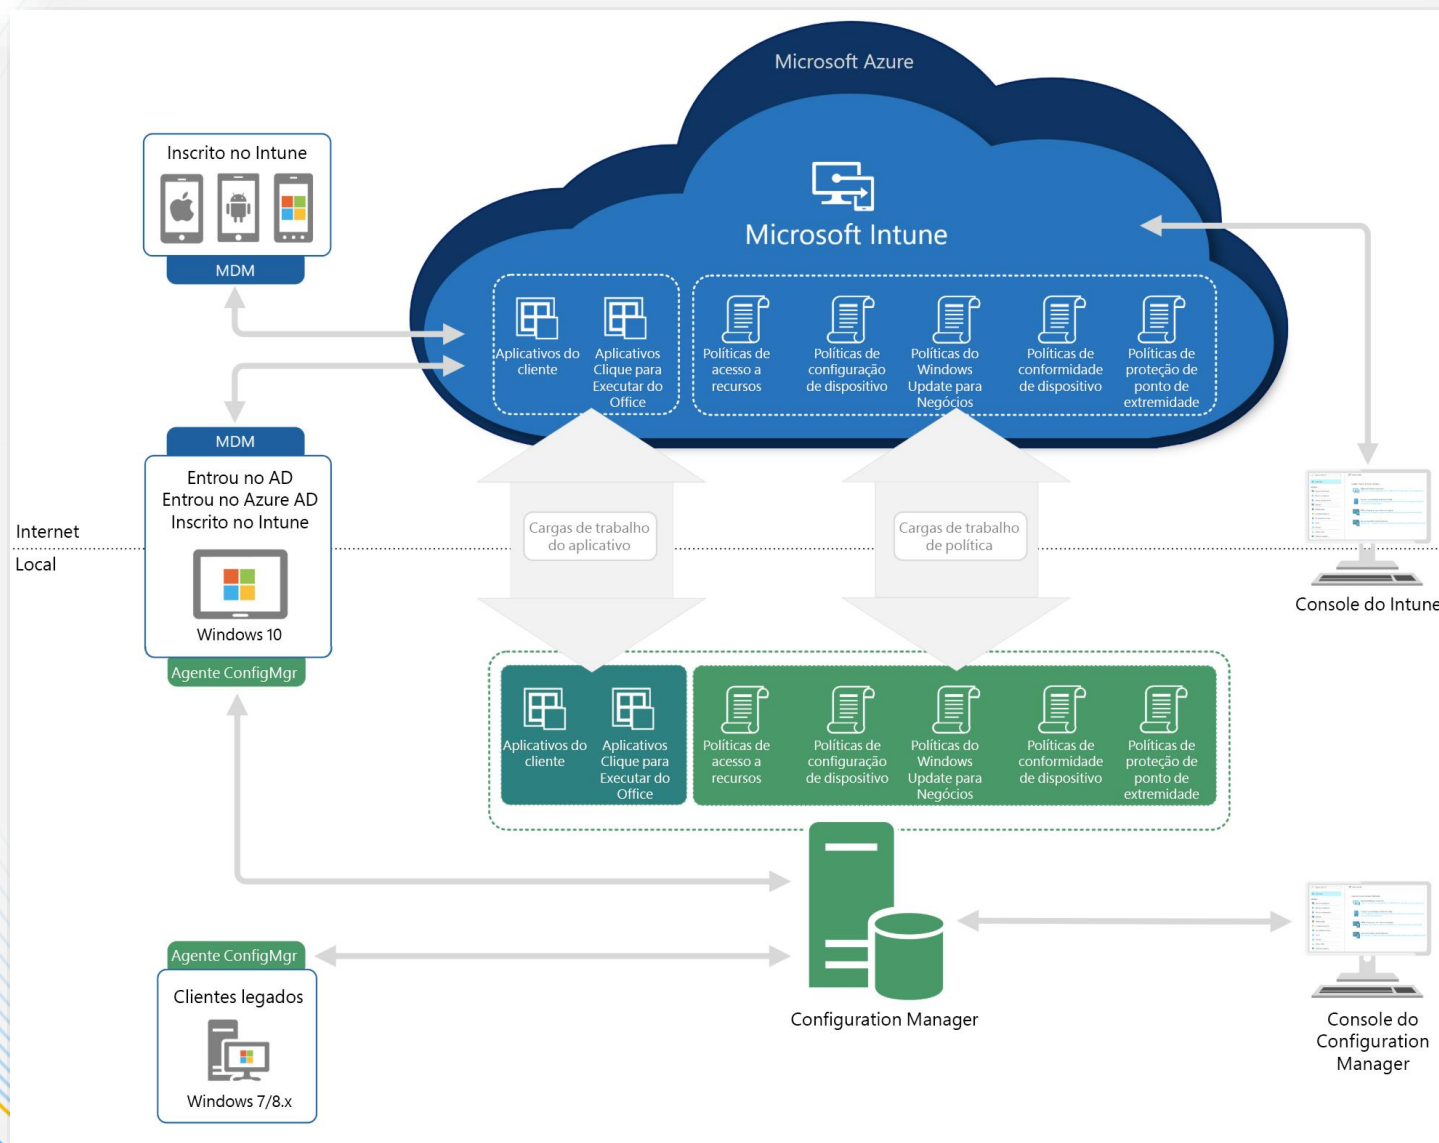 Microsoft Azure
Inscrito no Intune
MDM
Microsoft Intune
Aplicativos do
cliente
Aplicativos
Clique para
Executar do
Office
Políticas de
acesso a
recursos
Políticas de
configuração
de dispositivo
Políticas do
Windows
Update para
Negócios
Políticas de
conformidade
de dispositivo
Políticas de
proteção de
ponto de
extremidade
MDM
Entrou no AD
Entrou no Azure AD
Inscrito no Intune
Windows 10
Agente ConfigMgr
Internet
Local
Cargas de trabalho
do aplicativo
Cargas de trabalho
de política
Console do Intune
Aplicativos do
cliente
Aplicativos
Clique para
Executar do
Office
Políticas de
acesso a
recursos
Políticas de
configuração
de dispositivo
Políticas do
Windows
Update para
Negócios
Políticas de
conformidade
de dispositivo
Políticas de
proteção de
ponto de
extremidade
Agente ConfigMgr
Clientes legados
Windows 7/8.x
Configuration Manager
Console do
Configuration
Manager